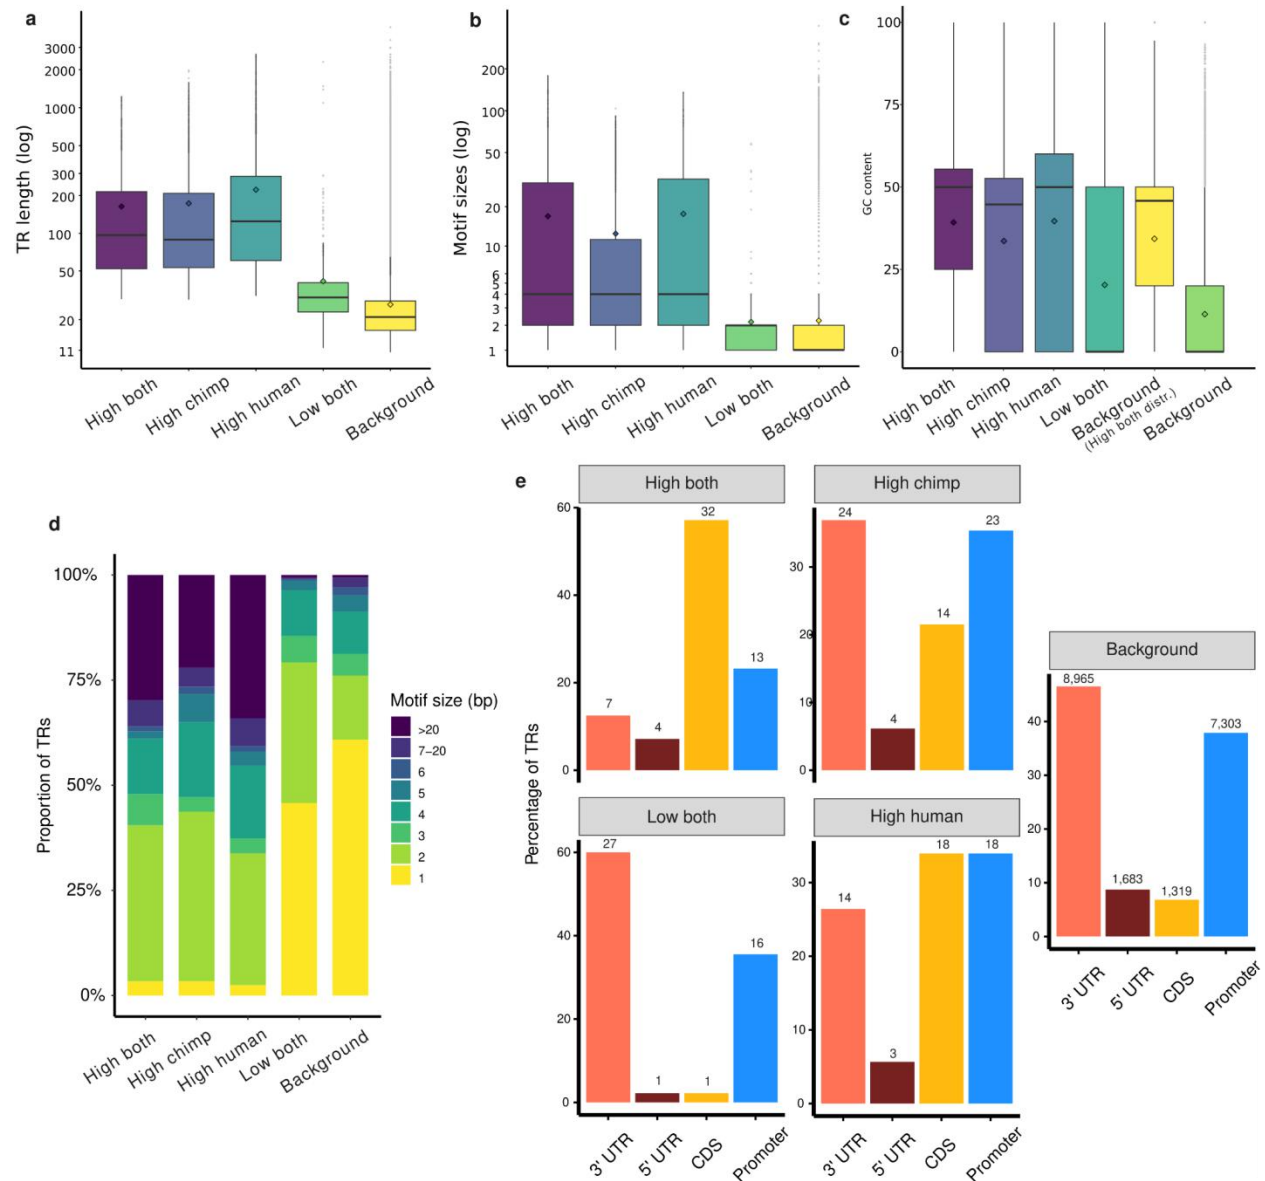 a
TR length (log)
3000
2000
1000
500
300
200
100
50
20
11
High both
High chimp
High human
Low both
Background
b
Motif sizes (log)
200
100
50
20
10
6
5
4
3
2
1
High both
High chimp
High human
Low both
Background
c
GC content
100
75
50
25
0
High both
High chimp
High human
Low both
Background
(High both distr.)
Background
d
Proportion of TRs
100%
75%
50%
25%
0%
High both
High chimp
High human
Low both
Background
Motif size (bp)
>20
7–20
6
5
4
3
2
1
e
Percentage of TRs
High both
60
40
20
0
7
4
32
13
High chimp
30
20
10
0
24
4
14
23
Low both
60
40
20
0
27
1
1
16
3' UTR
5' UTR
CDS
Promoter
High human
30
20
10
0
14
3
18
18
3' UTR
5' UTR
CDS
Promoter
Background
40
30
20
10
0
8,965
1,683
1,319
7,303
3' UTR
5' UTR
CDS
Promoter